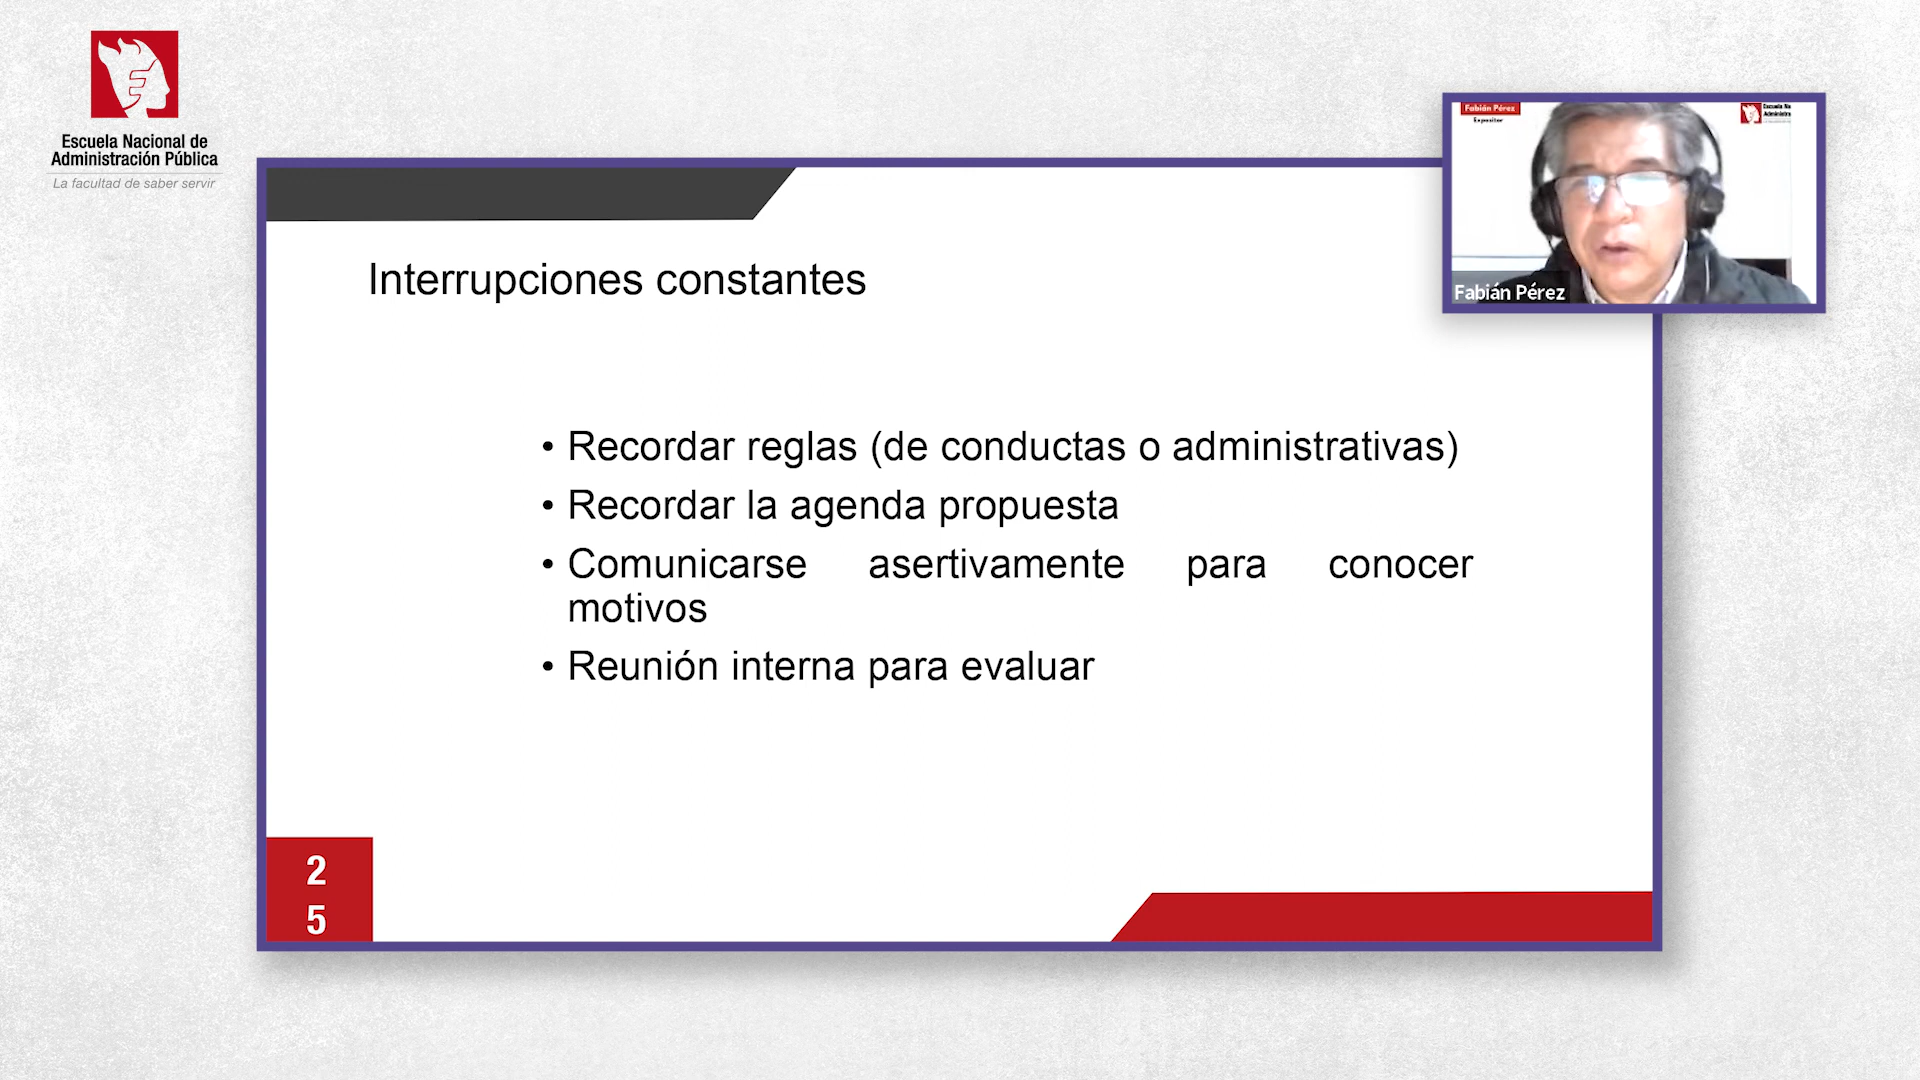 Escuela Nacional de
Administración Pública
La facultad de saber servir
Fabián Pérez
Expositor
Fabián Pérez
Interrupciones constantes
• Recordar reglas (de conductas o administrativas)
• Recordar la agenda propuesta
• Comunicarse asertivamente para conocer
motivos
• Reunión interna para evaluar
2
5